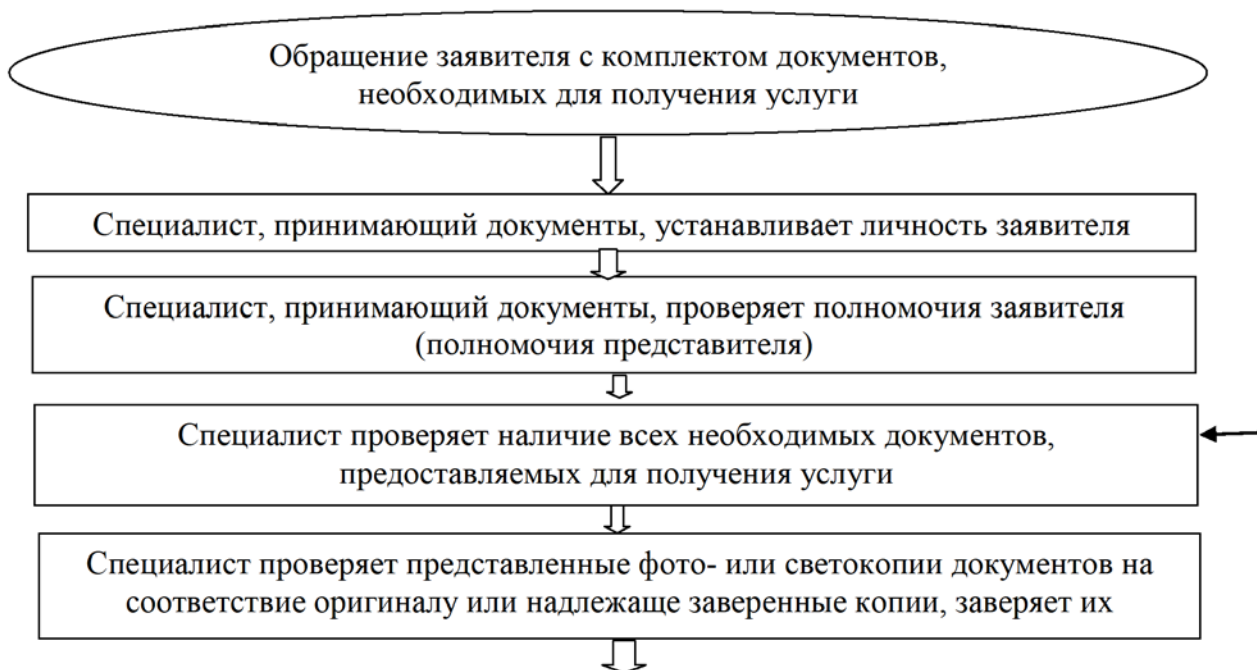 Обращение заявителя с комплектом документов,
необходимых для получения услуги
Специалист, принимающий документы, устанавливает личность заявителя
Специалист, принимающий документы, проверяет полномочия заявителя
(полномочия представителя)
Специалист проверяет наличие всех необходимых документов,
предоставляемых для получения услуги
Специалист проверяет представленные фото- или светокопии документов на
соответствие оригиналу или надлежаще заверенные копии, заверяет их